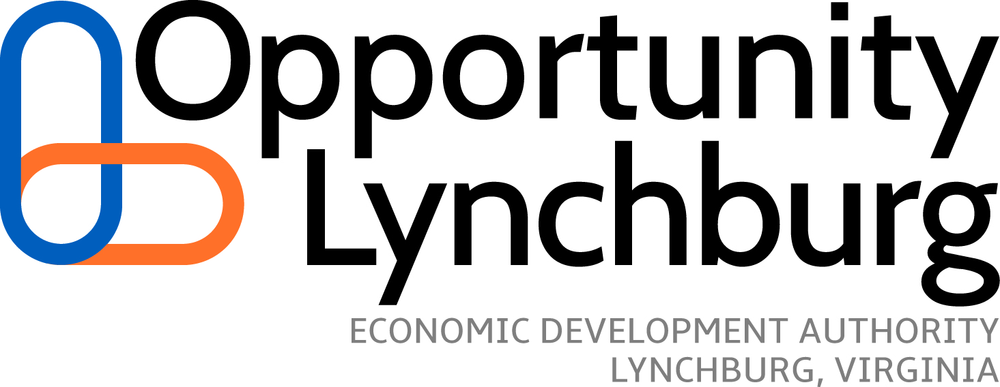 Opportunity
Lynchburg
ECONOMIC DEVELOPMENT AUTHORITY
LYNCHBURG, VIRGINIA